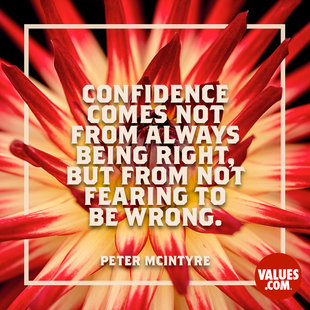 CONFIDENCE
COMES NOT
FROM ALWAYS
BEING RIGHT,
BUT FROM NOT
FEARING TO
BE WRONG.
PETER MCINTYRE
VALUES
.COM